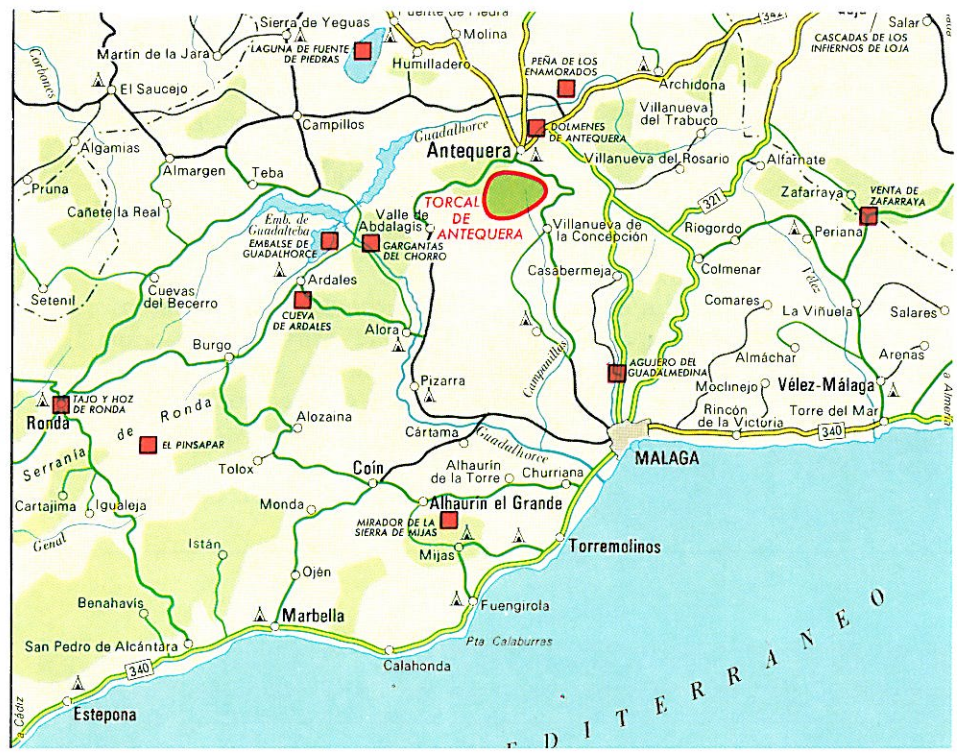 Sierra de Yeguas
Fuente de Piedra
Molina
342
Salar
CASCADAS DE LOS
INFIERNOS DE LOJA
Martín de la Jara
LAGUNA DE FUENTE
DE PIEDRAS
Humilladero
PEÑA DE LOS
ENAMORADOS
Archidona
Corbones
El Saucejo
Campillos
Guadalhorce
DOLMENES
DE ANTEQUERA
Villanueva
del Trabuco
Algamias
Almargen
Teba
Antequera
Villanueva del Rosario
Alfarnate
Pruna
Cañete la Real
TORCAL
DE
ANTEQUERA
321
Zafarraya
VENTA DE
ZAFARRAYA
Emb. de
Guadalteba
EMBALSE DE
GUADALHORCE
Valle de
Abdalagis
GARGANTAS
DEL CHORRO
Villanueva de
la Concepción
Riogordo
Periana
Setenil
Cuevas
del Becerro
Ardales
CUEVA
DE ARDALES
Casabermeja
Colmenar
Vélez
Comares
La Viñuela
Salares
Burgo
Alora
Campanillas
AGUJERO DEL
GUADALMEDINA
Almáchar
Arenas
Pizarra
Moclinejo
Vélez-Málaga
a Almería
TAJO Y HOZ
DE RONDA
Ronda
Serranía de Ronda
EL PINSAPAR
Alozaina
Cártama
Guadalhorce
Rincón
de la Victoria
340
Torre del Mar
MALAGA
Tolox
Coín
Alhaurín
de la Torre
Churriana
Cartajima
Igualeja
Monda
Alhaurín el Grande
Genal
Istán
MIRADOR DE LA
SIERRA DE MIJAS
Mijas
Torremolinos
Ojén
Benahavís
Marbella
Fuengirola
San Pedro de Alcántara
Pta Calaburras
Calahonda
340
Estepona
a Cádiz
EDITERRANEO